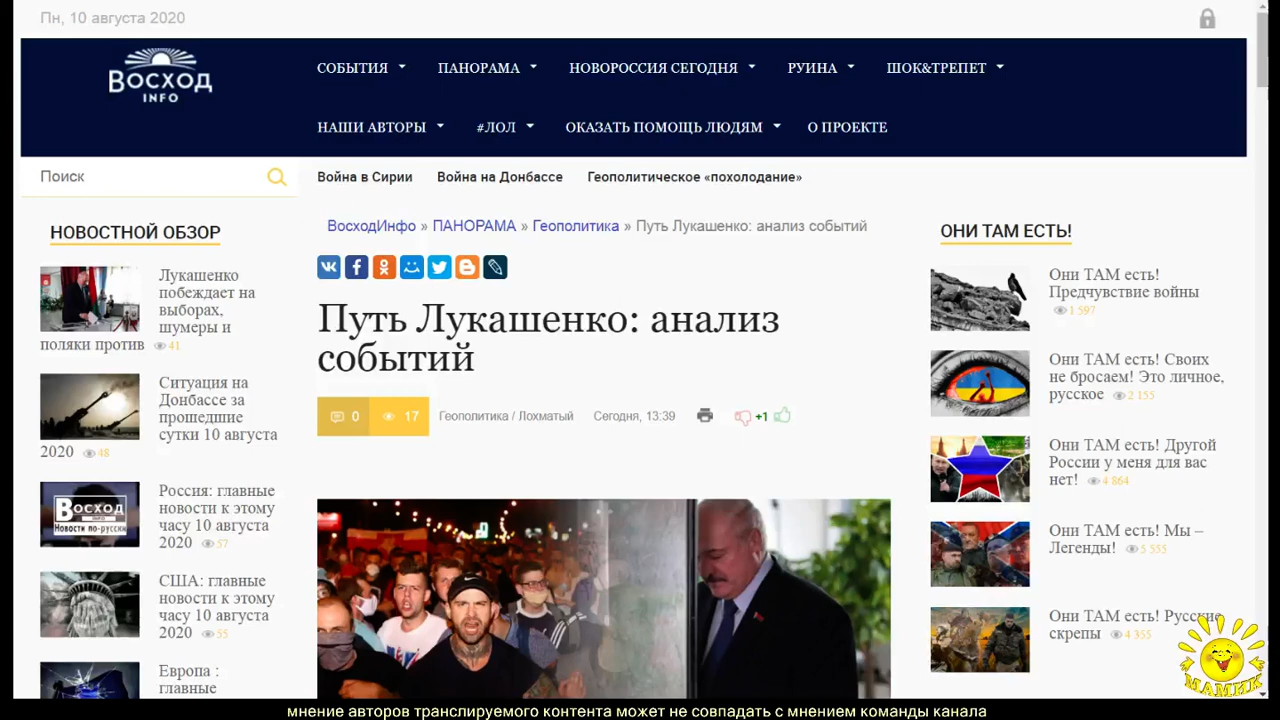 Пн, 10 августа 2020
ВОСХОД
INFO
СОБЫТИЯ
ПАНОРАМА
НОВОРОССИЯ СЕГОДНЯ
РУИНА
ШОК&ТРЕПЕТ
НАШИ АВТОРЫ
#ЛОЛ
ОКАЗАТЬ ПОМОЩЬ ЛЮДЯМ
О ПРОЕКТЕ
Поиск
Война в Сирии
Война на Донбассе
Геополитическое «похолодание»
НОВОСТНОЙ ОБЗОР
Лукашенко
побеждает на
выборах,
шумеры и
поляки против 41
Ситуация на
Донбассе за
прошедшие
сутки 10 августа
2020 48
ВОСХОД
INFO
Новости по-русски
Россия: главные
новости к этому
часу 10 августа
2020 57
США: главные
новости к этому
часу 10 августа
2020 55
Европа :
главные
ВосходИнфо » ПАНОРАМА » Геополитика » Путь Лукашенко: анализ событий
Путь Лукашенко: анализ
событий
0 17 Геополитика / Лохматый Сегодня, 13:39 +1
ОНИ ТАМ ЕСТЬ!
Они ТАМ есть!
Предчувствие войны
1 597
Они ТАМ есть! Своих
не бросаем! Это личное,
русское 2 155
Они ТАМ есть! Другой
России у меня для вас
нет! 4 864
Они ТАМ есть! Мы –
Легенды! 5 555
Они ТАМ есть! Русские
скрепы 4 355
МАМИК
мнение авторов транслируемого контента может не совпадать с мнением команды канала